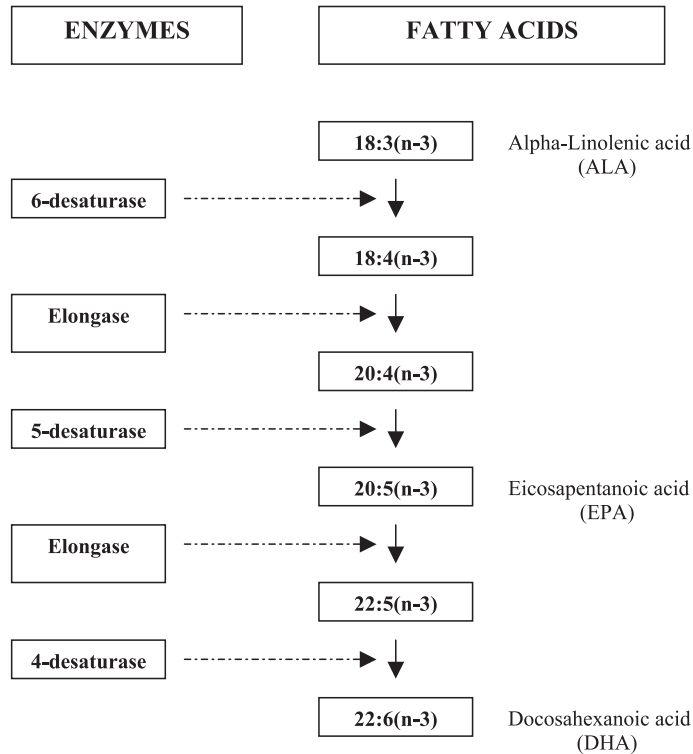 ENZYMES
FATTY ACIDS
18:3(n-3)
Alpha-Linolenic acid
(ALA)
6-desaturase
18:4(n-3)
Elongase
20:4(n-3)
5-desaturase
20:5(n-3)
Eicosapentanoic acid
(EPA)
Elongase
22:5(n-3)
4-desaturase
22:6(n-3)
Docosahexanoic acid
(DHA)